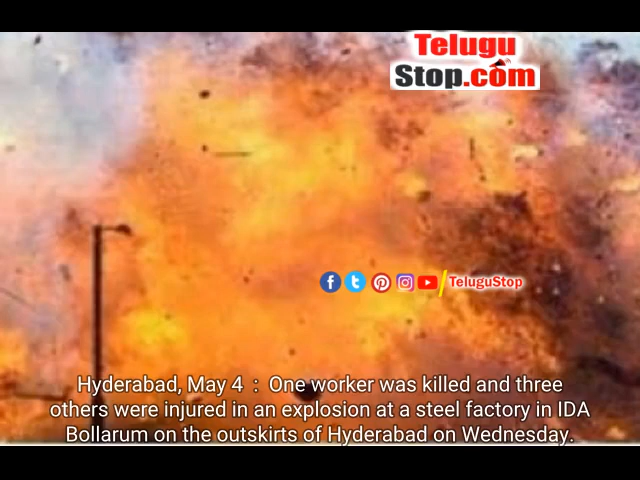 Telugu
Stop.com
TeluguStop
Hyderabad, May 4  :  One worker was killed and three
others were injured in an explosion at a steel factory in IDA
Bollarum on the outskirts of Hyderabad on Wednesday.